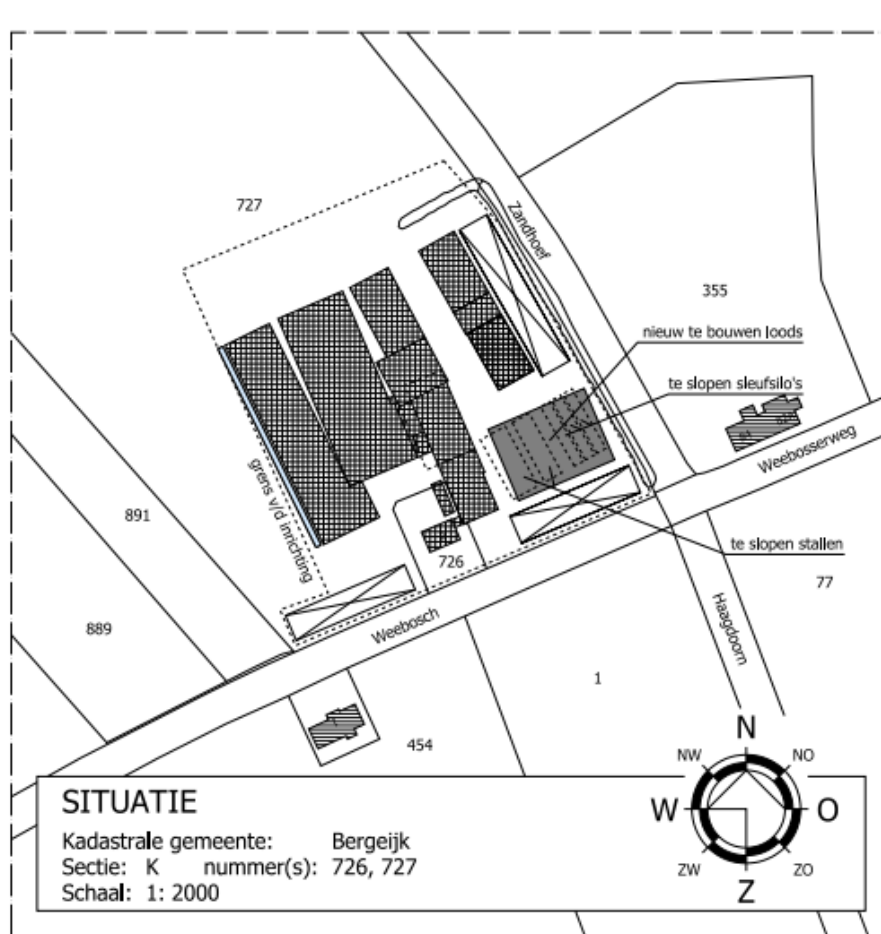 727
Zandhoef
355
nieuw te bouwen loods
te slopen sleufsilo's
Weebosserweg
grens v/d inrichting
891
te slopen stallen
726
77
889
Weebosch
Haagdoorn
1
454
SITUATIE
Kadastrale gemeente: Bergeijk
Sectie: K nummer(s): 726, 727
Schaal: 1: 2000
N
NW NO
W O
ZW ZO
Z